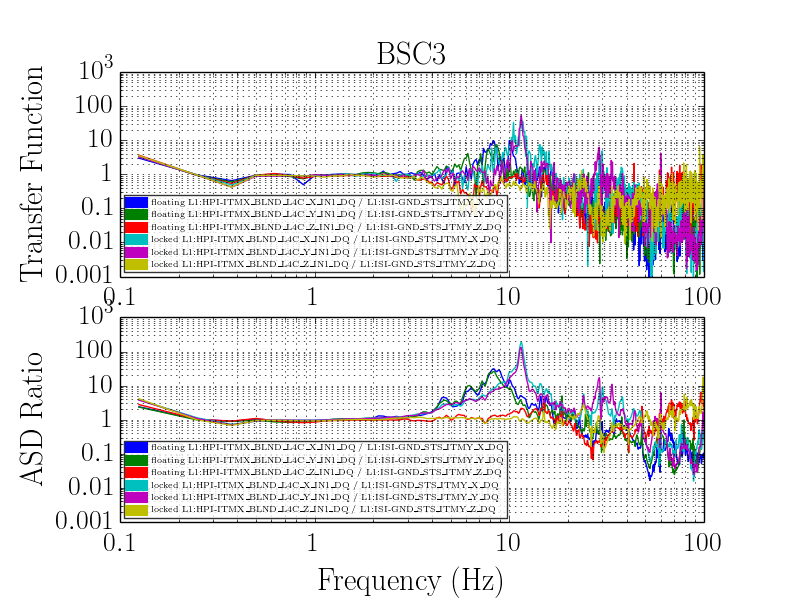 BSC3
Transfer Function
10^3
100
10
1
0.1
0.01
0.001
floating L1:HPI-ITMX_BLND_L4C_X_IN1_DQ / L1:ISI-GND_STS_ITMY_X_DQ
floating L1:HPI-ITMX_BLND_L4C_Y_IN1_DQ / L1:ISI-GND_STS_ITMY_Y_DQ
floating L1:HPI-ITMX_BLND_L4C_Z_IN1_DQ / L1:ISI-GND_STS_ITMY_Z_DQ
locked L1:HPI-ITMX_BLND_L4C_X_IN1_DQ / L1:ISI-GND_STS_ITMY_X_DQ
locked L1:HPI-ITMX_BLND_L4C_Y_IN1_DQ / L1:ISI-GND_STS_ITMY_Y_DQ
locked L1:HPI-ITMX_BLND_L4C_Z_IN1_DQ / L1:ISI-GND_STS_ITMY_Z_DQ
0.1 1 10 100
ASD Ratio
10^3
100
10
1
0.1
0.01
0.001
floating L1:HPI-ITMX_BLND_L4C_X_IN1_DQ / L1:ISI-GND_STS_ITMY_X_DQ
floating L1:HPI-ITMX_BLND_L4C_Y_IN1_DQ / L1:ISI-GND_STS_ITMY_Y_DQ
floating L1:HPI-ITMX_BLND_L4C_Z_IN1_DQ / L1:ISI-GND_STS_ITMY_Z_DQ
locked L1:HPI-ITMX_BLND_L4C_X_IN1_DQ / L1:ISI-GND_STS_ITMY_X_DQ
locked L1:HPI-ITMX_BLND_L4C_Y_IN1_DQ / L1:ISI-GND_STS_ITMY_Y_DQ
locked L1:HPI-ITMX_BLND_L4C_Z_IN1_DQ / L1:ISI-GND_STS_ITMY_Z_DQ
0.1 1 10 100
Frequency (Hz)